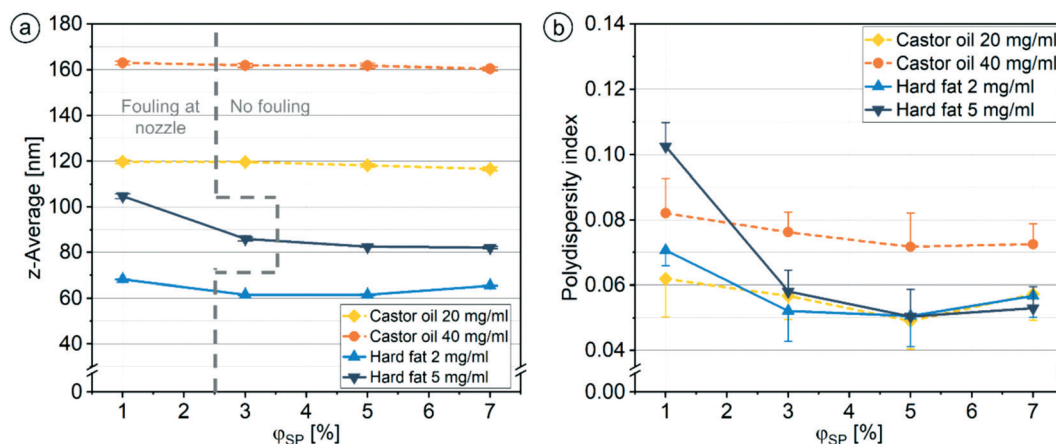 a
180
160
140
120
100
80
60
40
0
z-Average [nm]
Fouling at
nozzle
No fouling
Castor oil 20 mg/ml
Castor oil 40 mg/ml
Hard fat 2 mg/ml
Hard fat 5 mg/ml
1 2 3 4 5 6 7
φSP [%]
b
0.14
0.12
0.10
0.08
0.06
0.04
0.00
Polydispersity index
Castor oil 20 mg/ml
Castor oil 40 mg/ml
Hard fat 2 mg/ml
Hard fat 5 mg/ml
1 2 3 4 5 6 7
φSP [%]